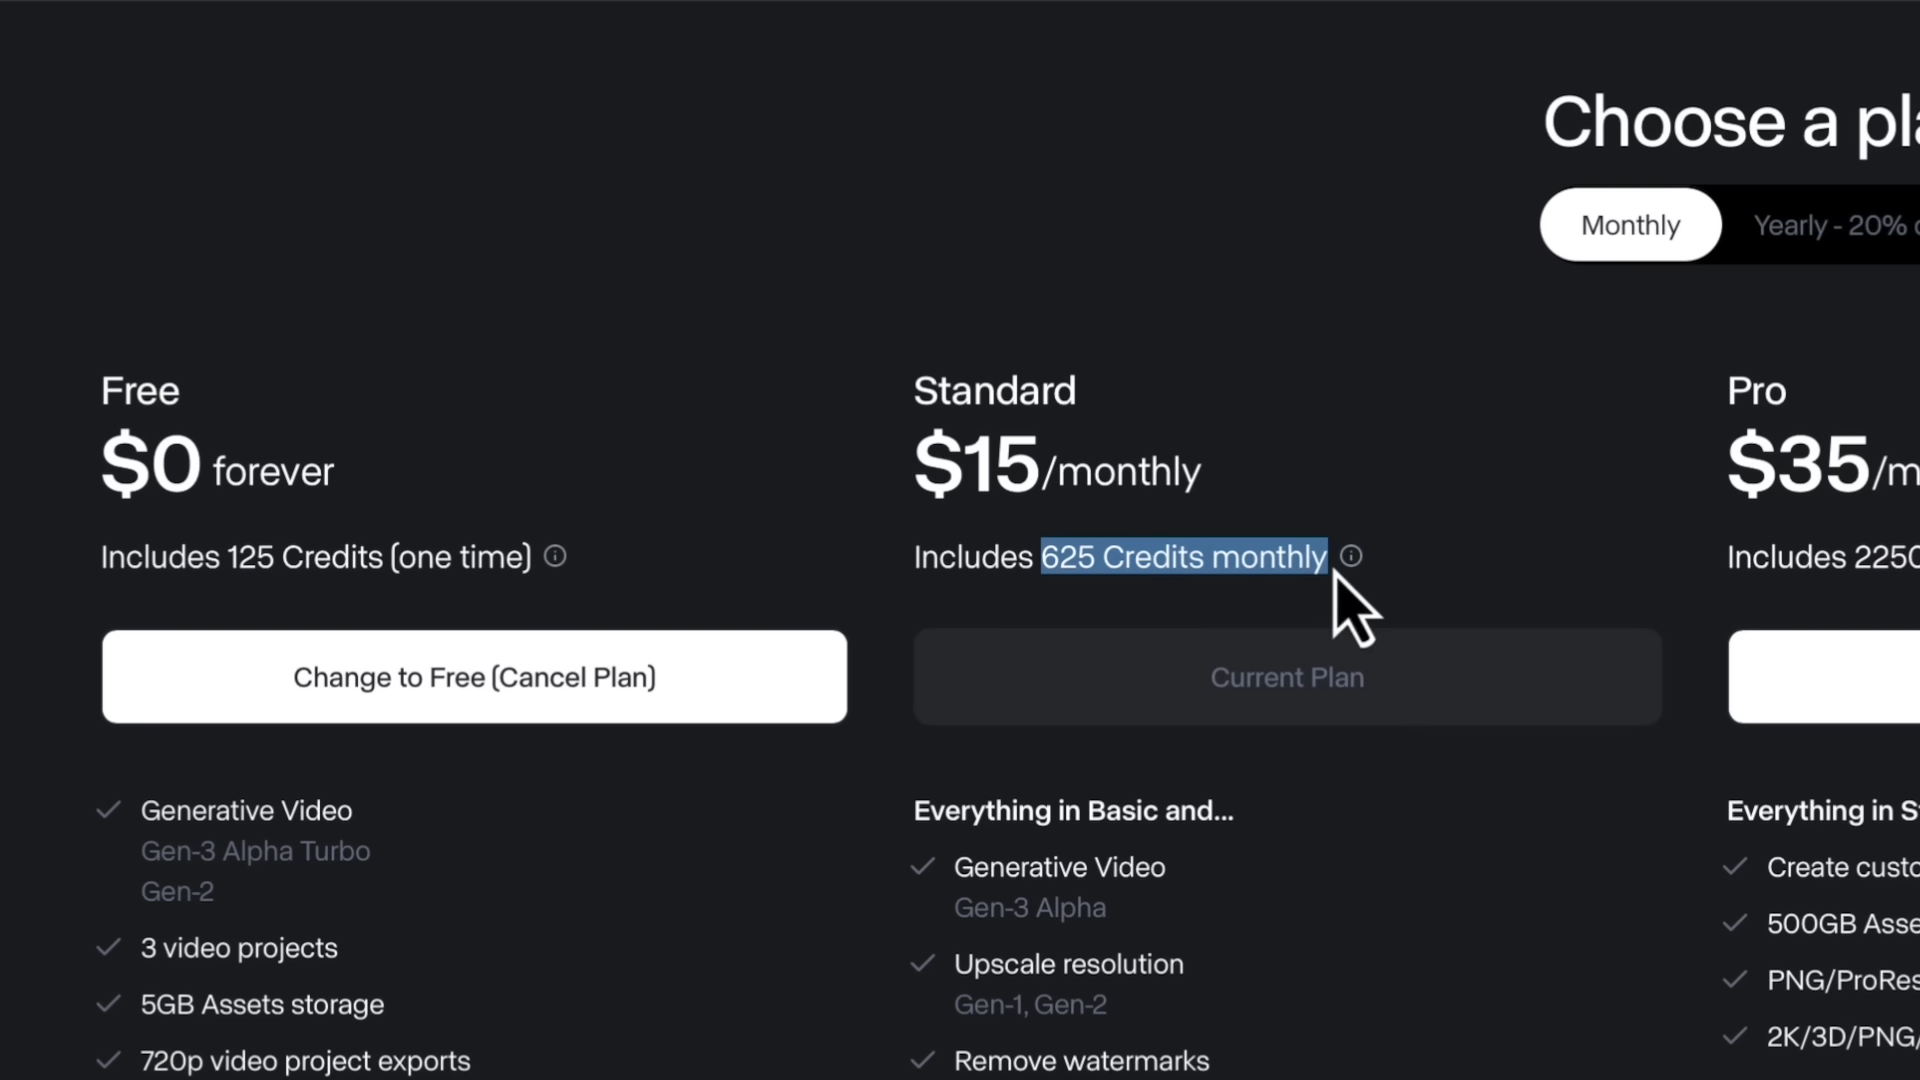 Choose a pla
Monthly
Yearly - 20%
Free
$0 forever
Includes 125 Credits (one time)
Change to Free (Cancel Plan)
Generative Video
Gen-3 Alpha Turbo
Gen-2
3 video projects
5GB Assets storage
720p video project exports
Standard
$15/monthly
Includes 625 Credits monthly
Current Plan
Everything in Basic and...
Generative Video
Gen-3 Alpha
Upscale resolution
Gen-1, Gen-2
Remove watermarks
Pro
$35/m
Includes 2250
Everything in S
Create custo
500GB Asse
PNG/ProRes
2K/3D/PNG/